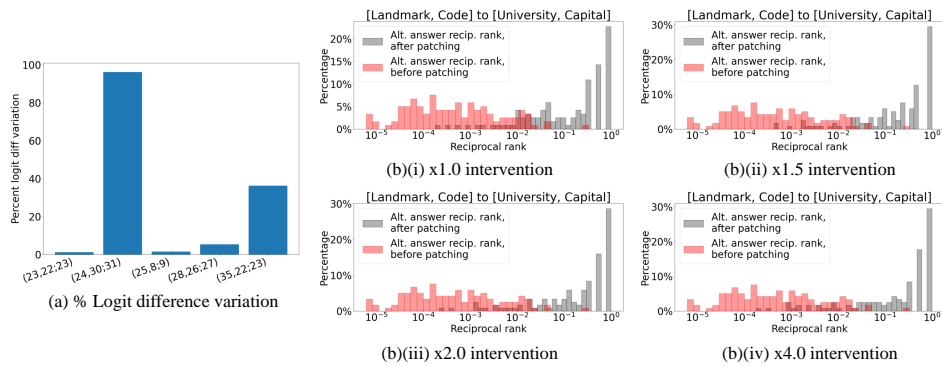 Percent logit diff variation
100
80
60
40
20
0
(23,22;23)
(24,30;31)
(25,8;9)
(28,26;27)
(35,22;23)
(a) % Logit difference variation
[Landmark, Code] to [University, Capital]
Percentage
20%
15%
10%
5%
0%
Alt. answer recip. rank,
after patching
Alt. answer recip. rank,
before patching
10⁻⁵ 10⁻⁴ 10⁻³ 10⁻² 10⁻¹ 10⁰
Reciprocal rank
(b)(i) x1.0 intervention
[Landmark, Code] to [University, Capital]
Percentage
30%
20%
10%
0%
Alt. answer recip. rank,
after patching
Alt. answer recip. rank,
before patching
10⁻⁵ 10⁻⁴ 10⁻³ 10⁻² 10⁻¹ 10⁰
Reciprocal rank
(b)(ii) x1.5 intervention
[Landmark, Code] to [University, Capital]
Percentage
30%
20%
10%
0%
Alt. answer recip. rank,
after patching
Alt. answer recip. rank,
before patching
10⁻⁵ 10⁻⁴ 10⁻³ 10⁻² 10⁻¹ 10⁰
Reciprocal rank
(b)(iii) x2.0 intervention
[Landmark, Code] to [University, Capital]
Percentage
30%
20%
10%
0%
Alt. answer recip. rank,
after patching
Alt. answer recip. rank,
before patching
10⁻⁵ 10⁻⁴ 10⁻³ 10⁻² 10⁻¹ 10⁰
Reciprocal rank
(b)(iv) x4.0 intervention